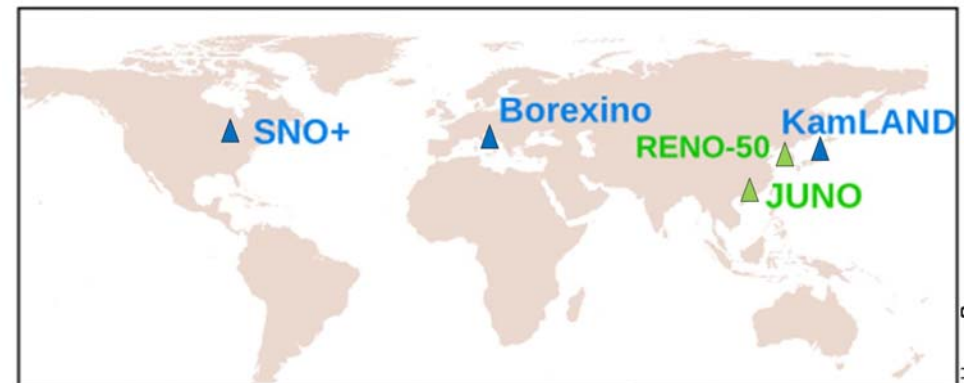 Borexino
KamLAND
SNO+
RENO-50
JUNO